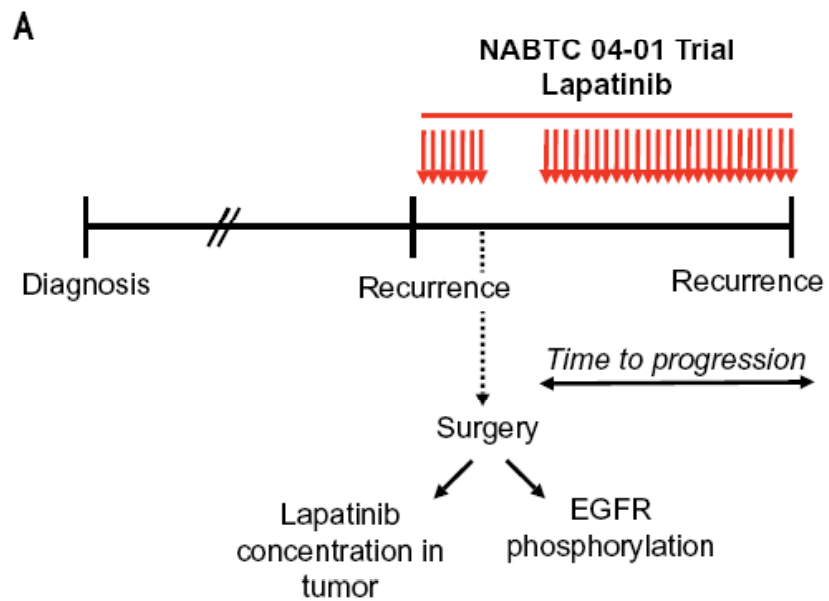 A
NABTC 04-01 Trial
Lapatinib
Diagnosis
Recurrence
Recurrence
Time to progression
Surgery
Lapatinib
concentration in
tumor
EGFR
phosphorylation